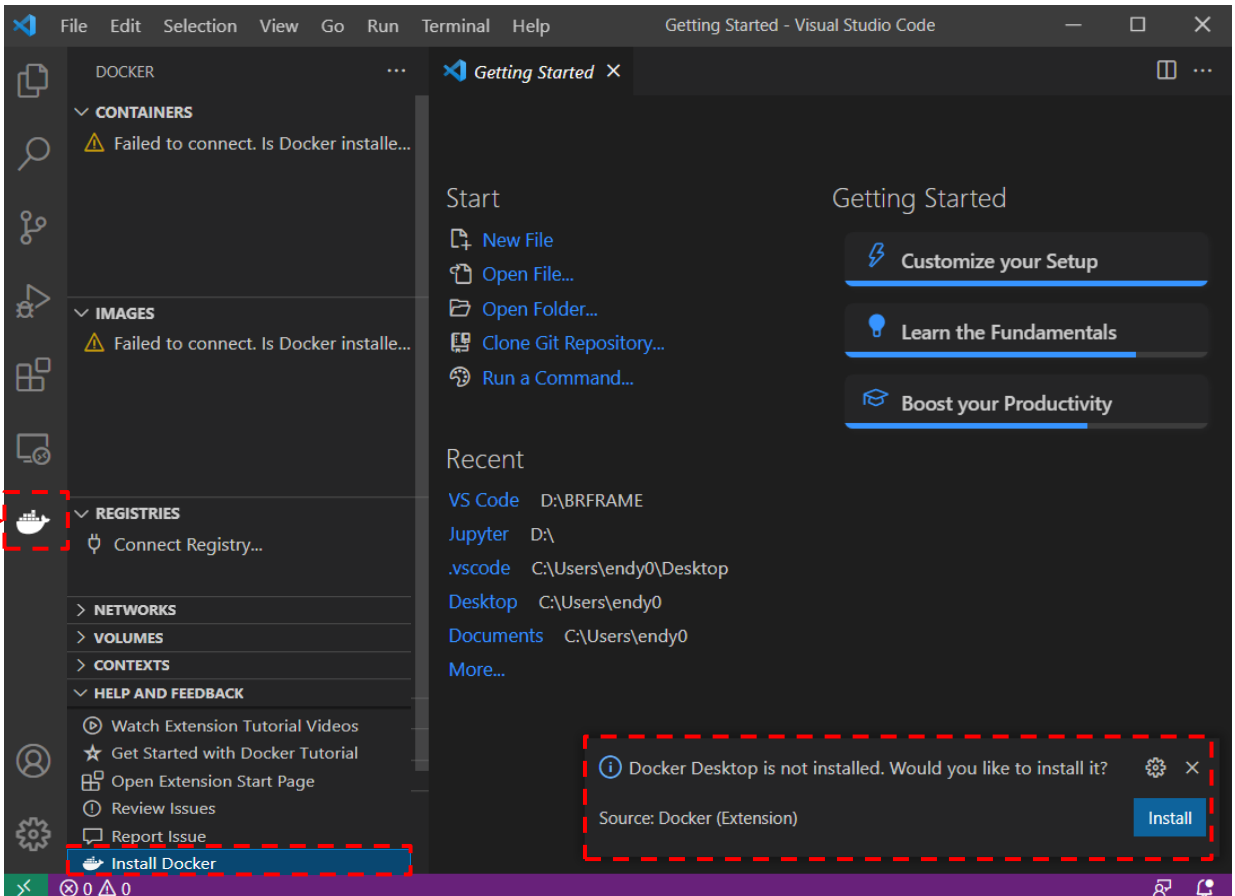 File Edit Selection View Go Run Terminal Help Getting Started - Visual Studio Code
DOCKER
Getting Started
CONTAINERS
Failed to connect. Is Docker installe...
IMAGES
Failed to connect. Is Docker installe...
REGISTRIES
Connect Registry...
NETWORKS
VOLUMES
CONTEXTS
HELP AND FEEDBACK
Watch Extension Tutorial Videos
Get Started with Docker Tutorial
Open Extension Start Page
Review Issues
Report Issue
Install Docker
Start
New File
Open File...
Open Folder...
Clone Git Repository...
Run a Command...
Recent
VS Code D:\BRFRAME
Jupyter D:\
.vscode C:\Users\endy0\Desktop
Desktop C:\Users\endy0
Documents C:\Users\endy0
More...
Getting Started
Customize your Setup
Learn the Fundamentals
Boost your Productivity
Docker Desktop is not installed. Would you like to install it?
Source: Docker (Extension)
Install
0 0